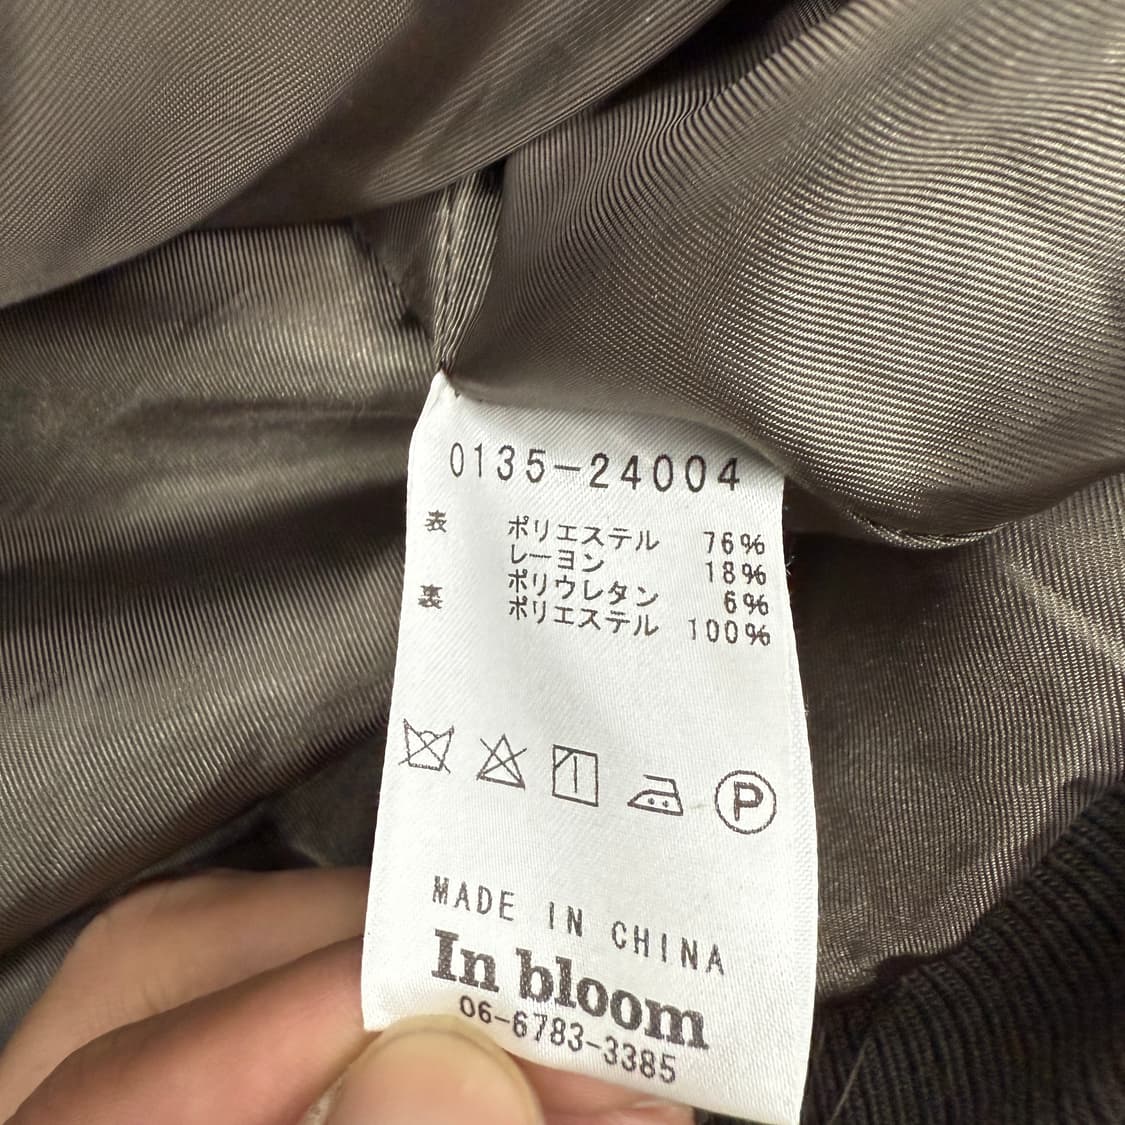 0135-24004
表 ポリエステル 76%
レーヨン 18%
ポリウレタン 6%
裏 ポリエステル 100%
P
MADE IN CHINA
In bloom
06-6783-3385